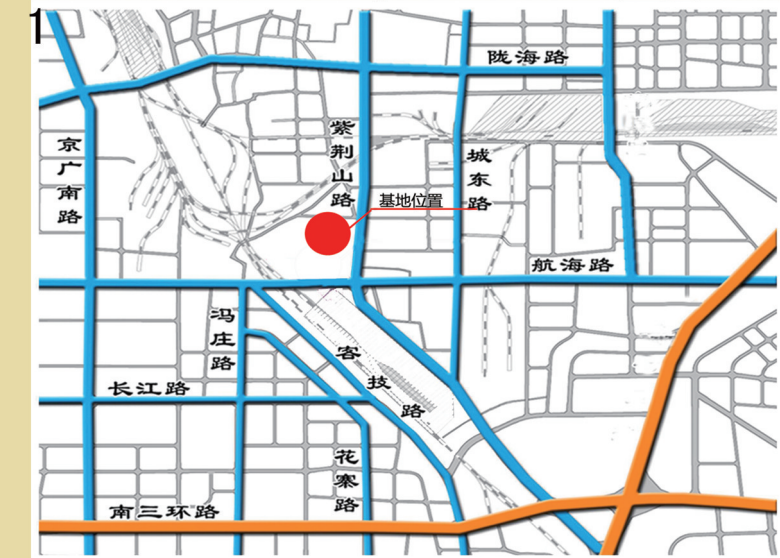 1
陇海路
紫荆山路
京广南路
城东路
基地位置
航海路
冯庄路
客技路
长江路
花寨路
南三环路